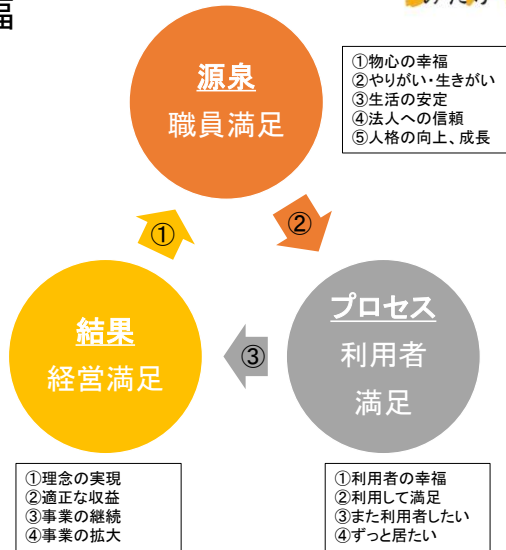 福
源泉
職員満足
①物心の幸福
②やりがい・生きがい
③生活の安定
④法人への信頼
⑤人格の向上、成長
①
②
結果
経営満足
③
プロセス
利用者
満足
①理念の実現
②適正な収益
③事業の継続
④事業の拡大
①利用者の幸福
②利用して満足
③また利用者したい
④ずっと居たい